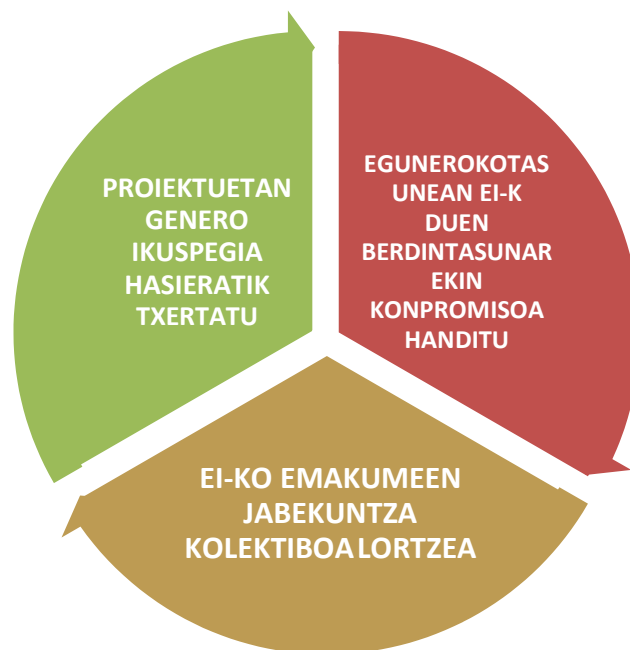 PROIEKTUETAN
GENERO
IKUSPEGIA
HASIERATIK
TXERTATU
EGUNEROKOTAS
UNEAN EI-K
DUEN
BERDINTASUNAR
EKIN
KONPROMISOA
HANDITU
EI-KO EMAKUMEEN
JABEKUNTZA
KOLEKTIBOA LORTZEA